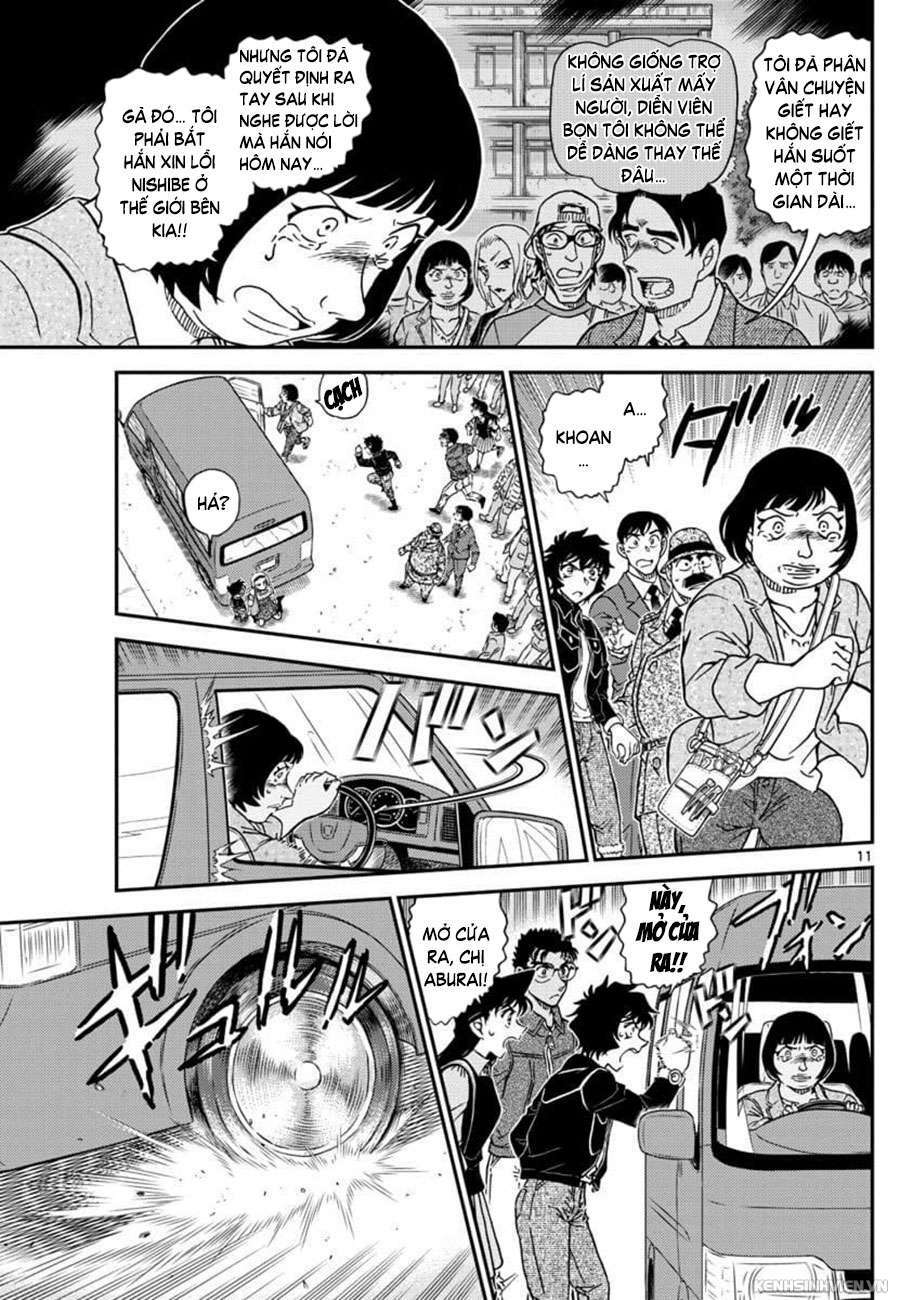 TÔI ĐÃ PHÂN
VÂN CHUYỆN
GIẾT HAY
KHÔNG GIẾT
HẮN SUỐT
MỘT THỜI
GIAN DÀI...
KHÔNG GIỐNG TRỢ
LÍ SẢN XUẤT MẤY
NGƯỜI, DIỄN VIÊN
BỌN TÔI KHÔNG THỂ
DỄ DÀNG THAY THẾ
ĐÂU...
NHƯNG TÔI ĐÃ
QUYẾT ĐỊNH RA
TAY SAU KHI
NGHE ĐƯỢC LỜI
MÀ HẮN NÓI
HÔM NAY...
GÃ ĐÓ... TÔI
PHẢI BẮT
HẮN XIN LỖI
NISHIBE Ở
THẾ GIỚI BÊN
KIA!!
A...
KHOAN
...
ダッ
CẠCH
HẢ?
11
NÀY,
MỞ CỬA
RA!!
MỞ CỬA
RA, CHỊ
ABURAI!
KENHSINHVIEN.VN